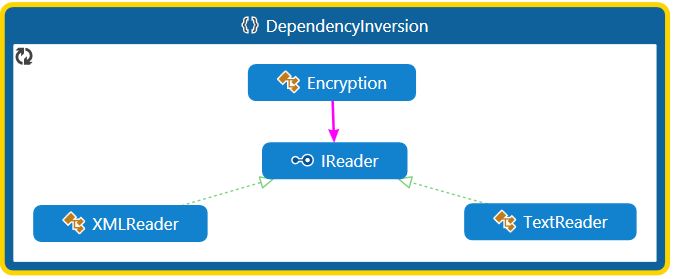 DependencyInversion
Encryption
IReader
XMLReader
TextReader